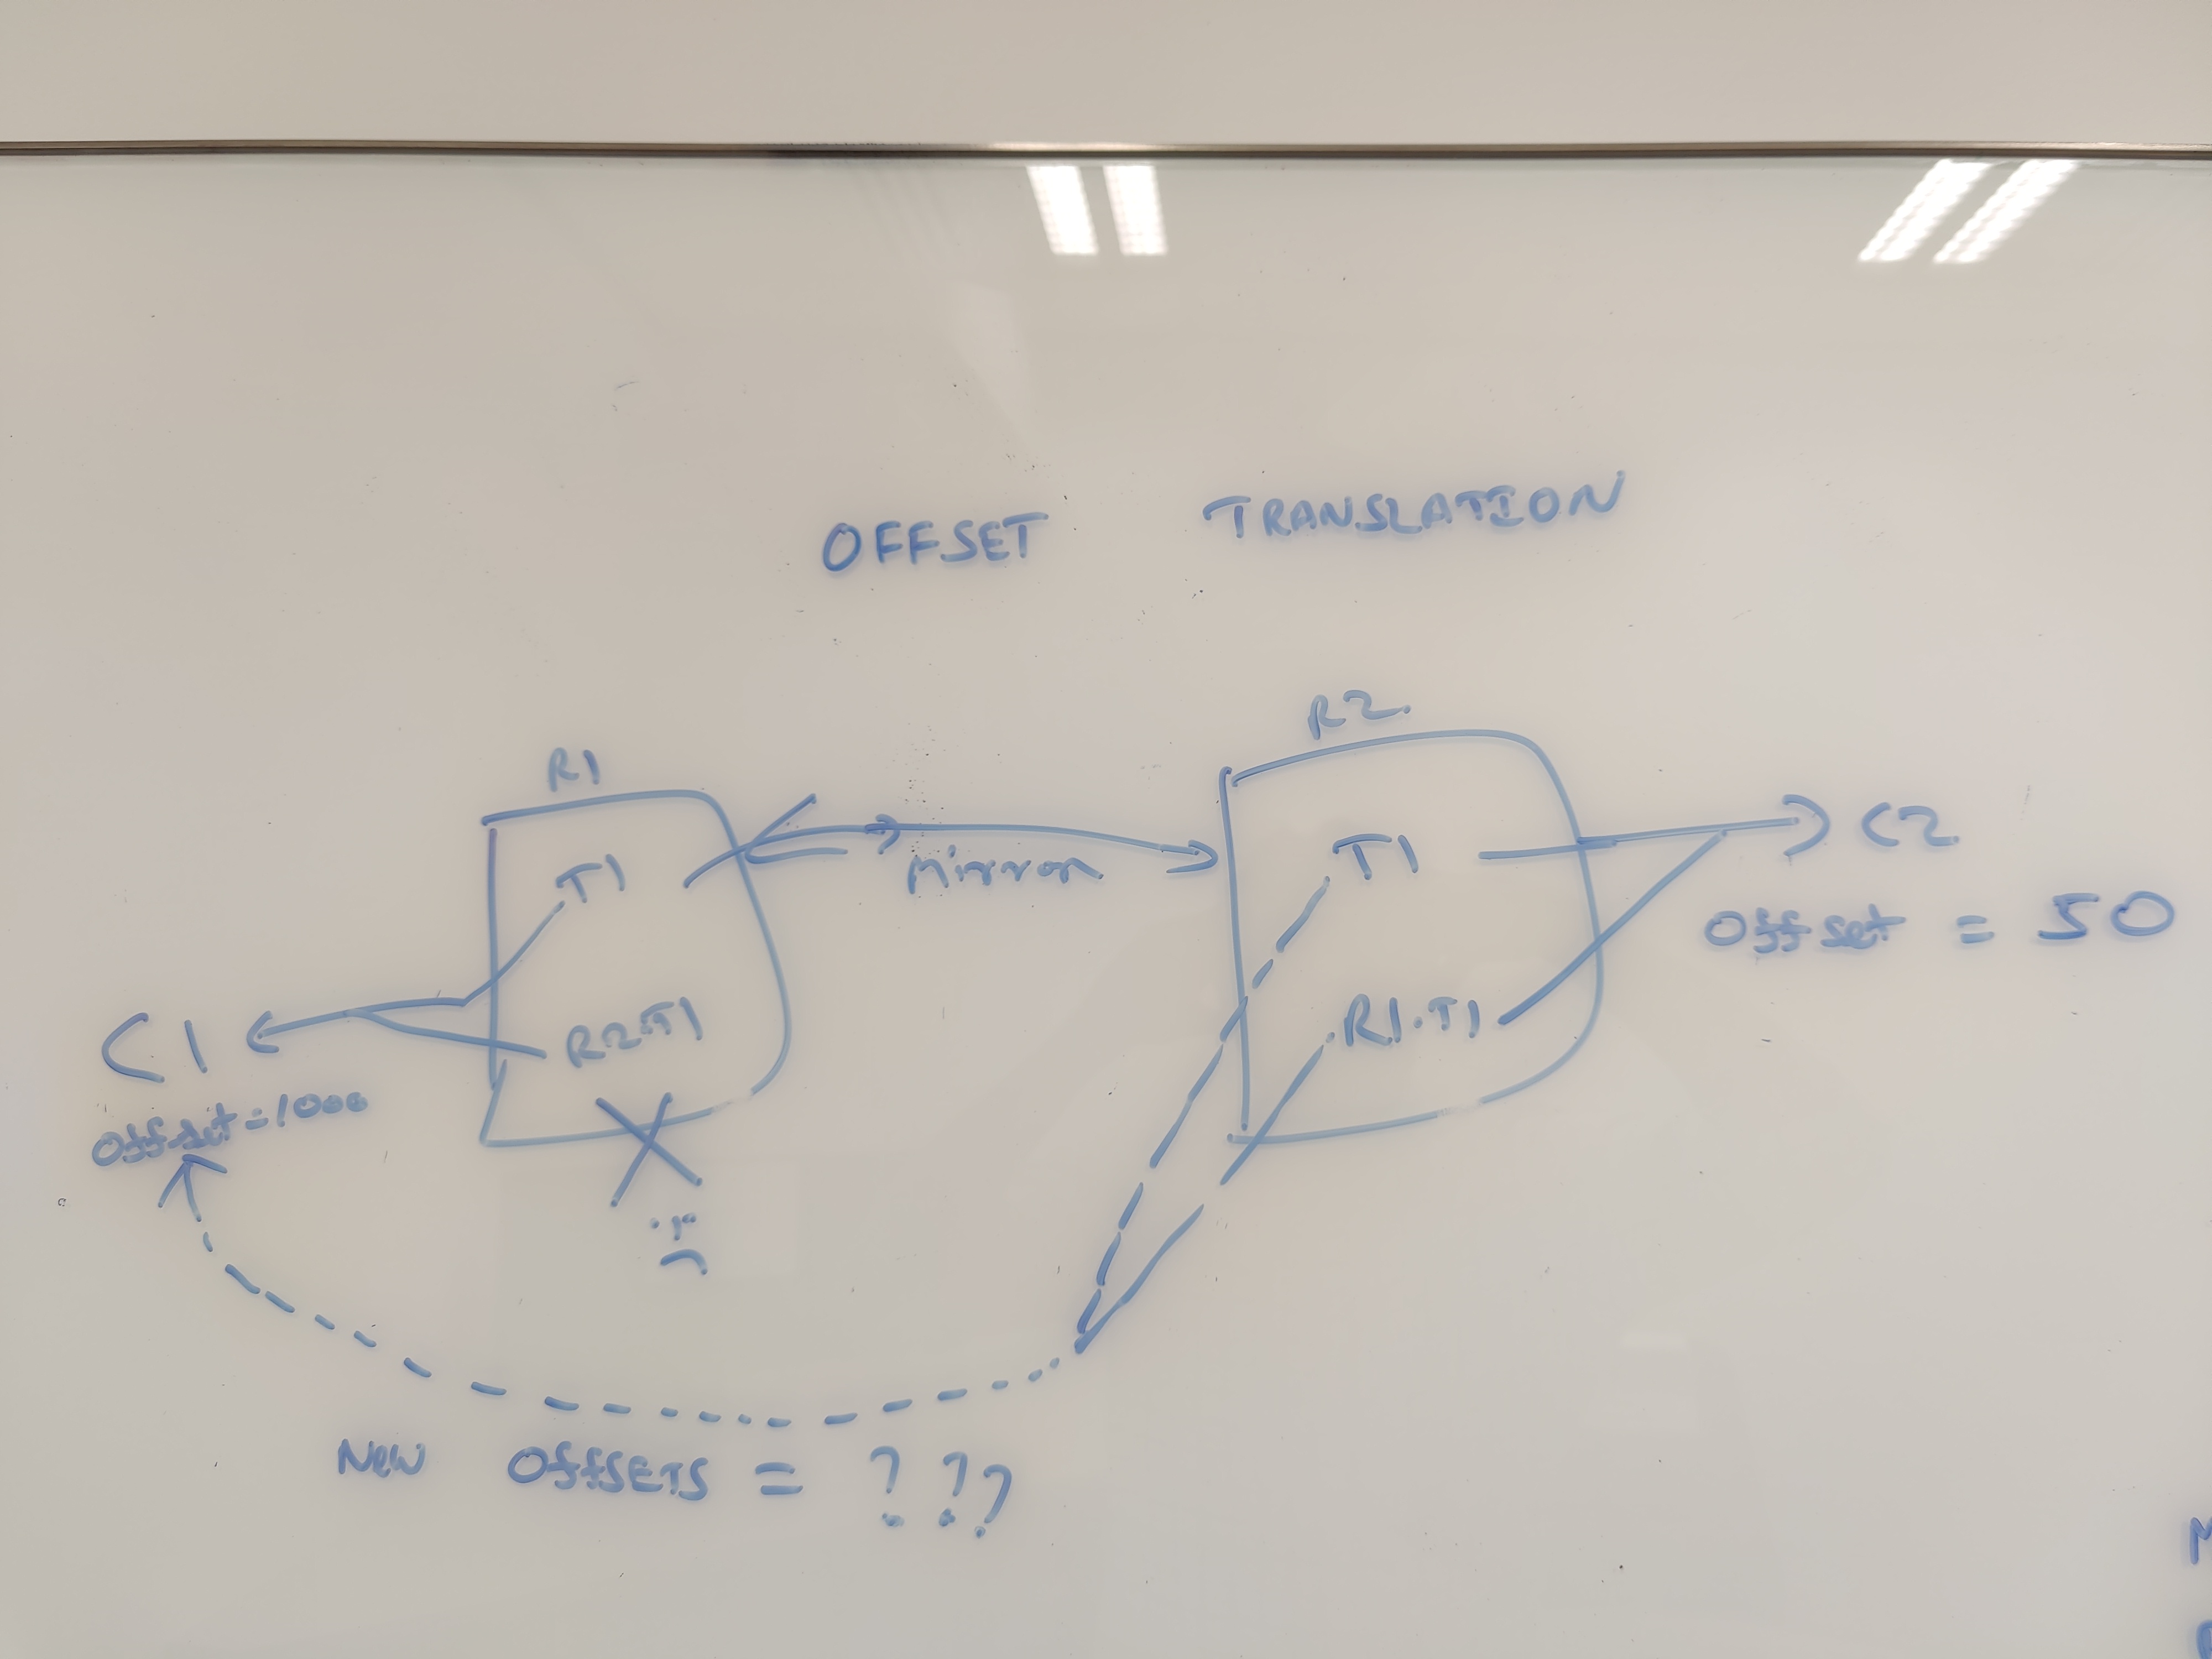 OFFSET TRANSLATION
R1
R2.
T1
Mirror
T1
C2
Offset = 50
C1
R2.T1
R1.T1
Offset=1000
New OffSETS = ???